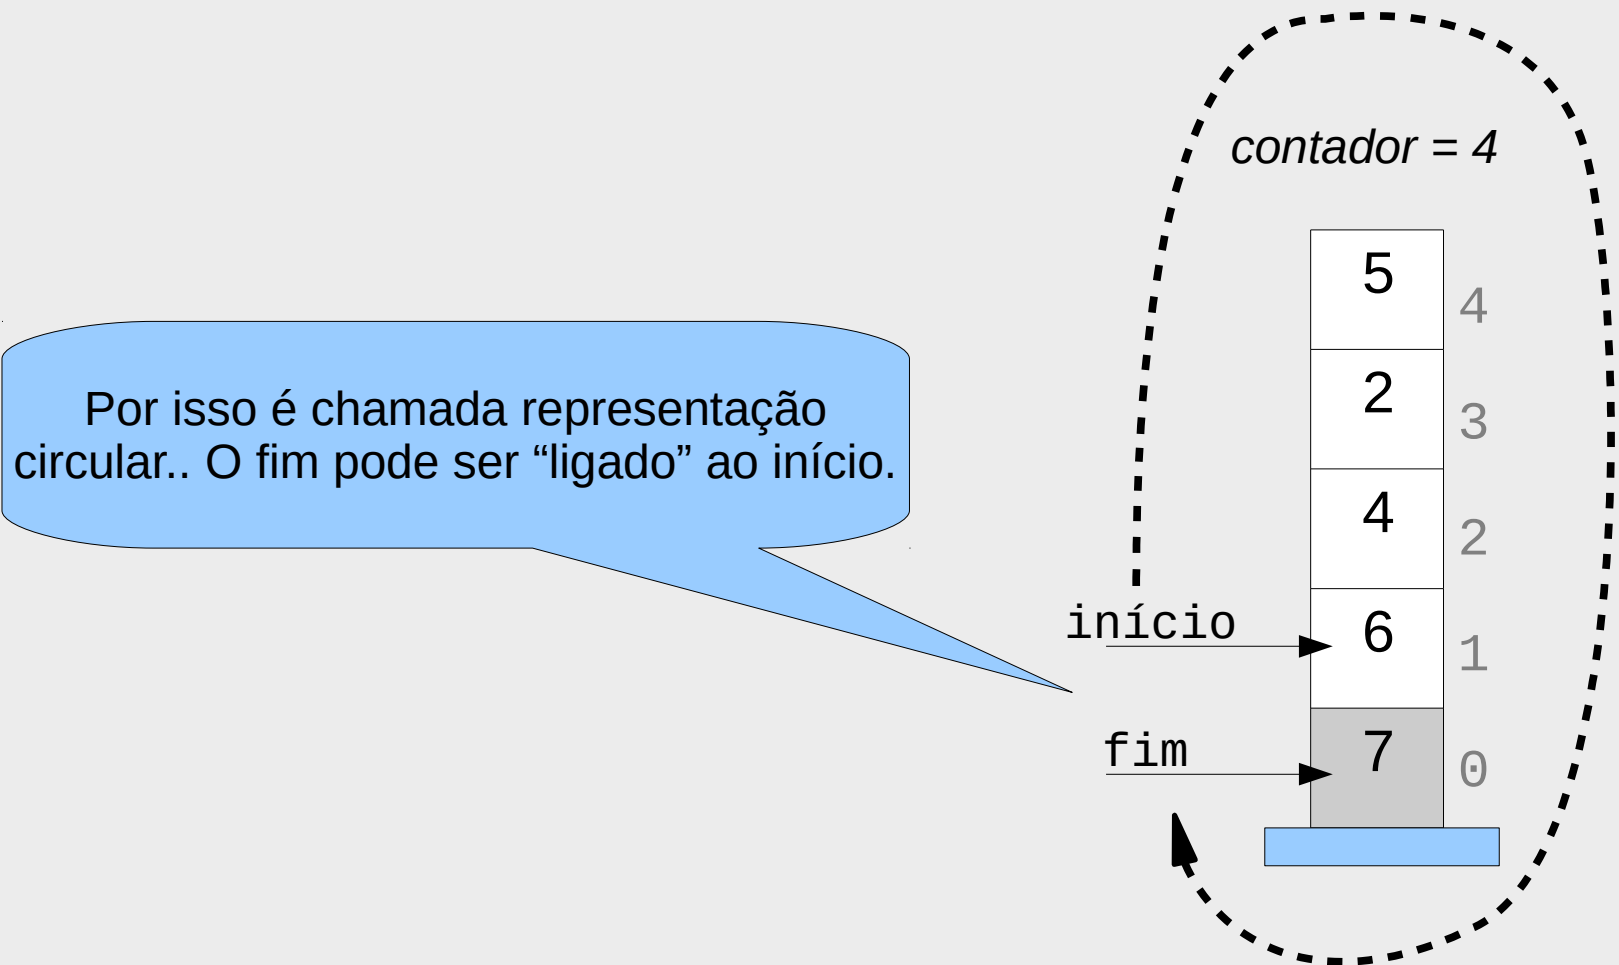 contador = 4
5
4
Por isso é chamada representação
circular.. O fim pode ser “ligado” ao início.
2
3
4
2
início
6
1
fim
7
0